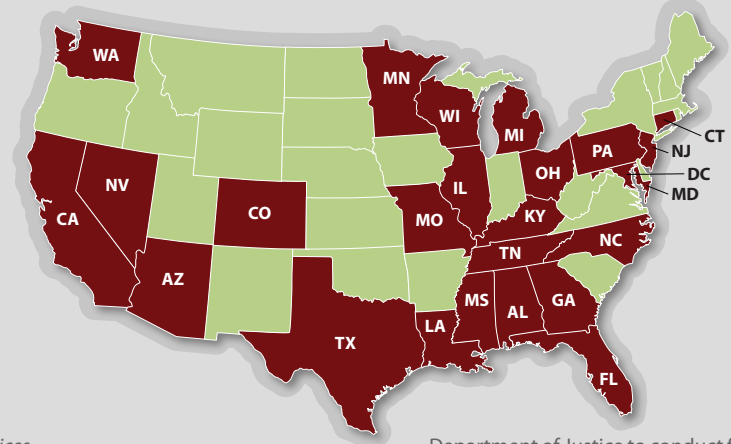 WA
MN
WI
MI
CT
NJ
PA
DC
MD
OH
NV
IL
CO
CA
MO
KY
NC
TN
AZ
MS
AL
GA
LA
TX
FL
Department of Justice to conduct